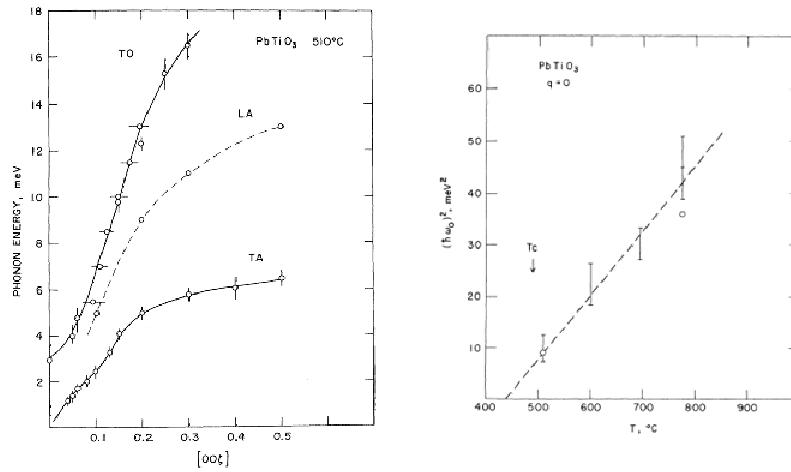 18
16
14
12
10
8
6
4
2
PHONON ENERGY, meV
TO
PbTiO3 510°C
LA
TA
0.1 0.2 0.3 0.4 0.5
[00ζ]
60
50
40
30
20
10
(ħω₀)², meV²
PbTiO3
q=0
Tc
400 500 600 700 800 900
T, °C